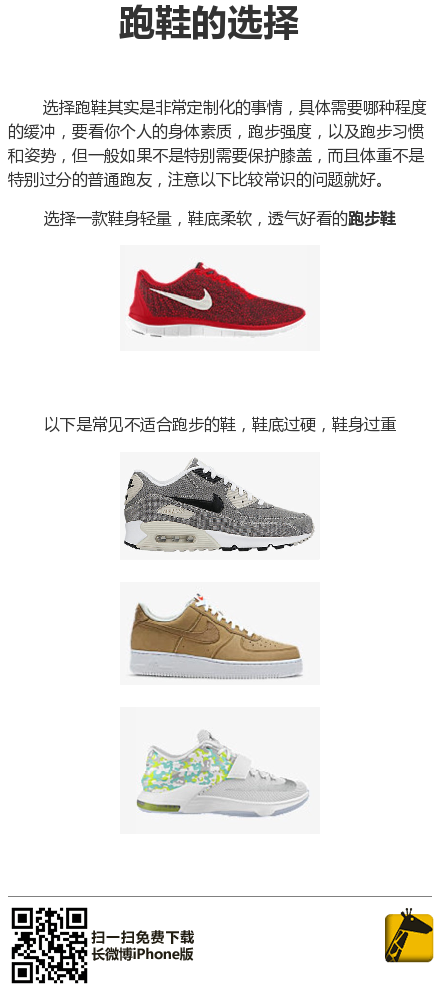 跑鞋的选择
选择跑鞋其实是非常定制化的事情，具体需要哪种程度
的缓冲，要看你个人的身体素质，跑步强度，以及跑步习惯
和姿势，但一般如果不是特别需要保护膝盖，而且体重不是
特别过分的普通跑友，注意以下比较常识的问题就好。
选择一款鞋身轻量，鞋底柔软，透气好看的跑步鞋
以下是常见不适合跑步的鞋，鞋底过硬，鞋身过重
扫一扫免费下载
长微博iPhone版